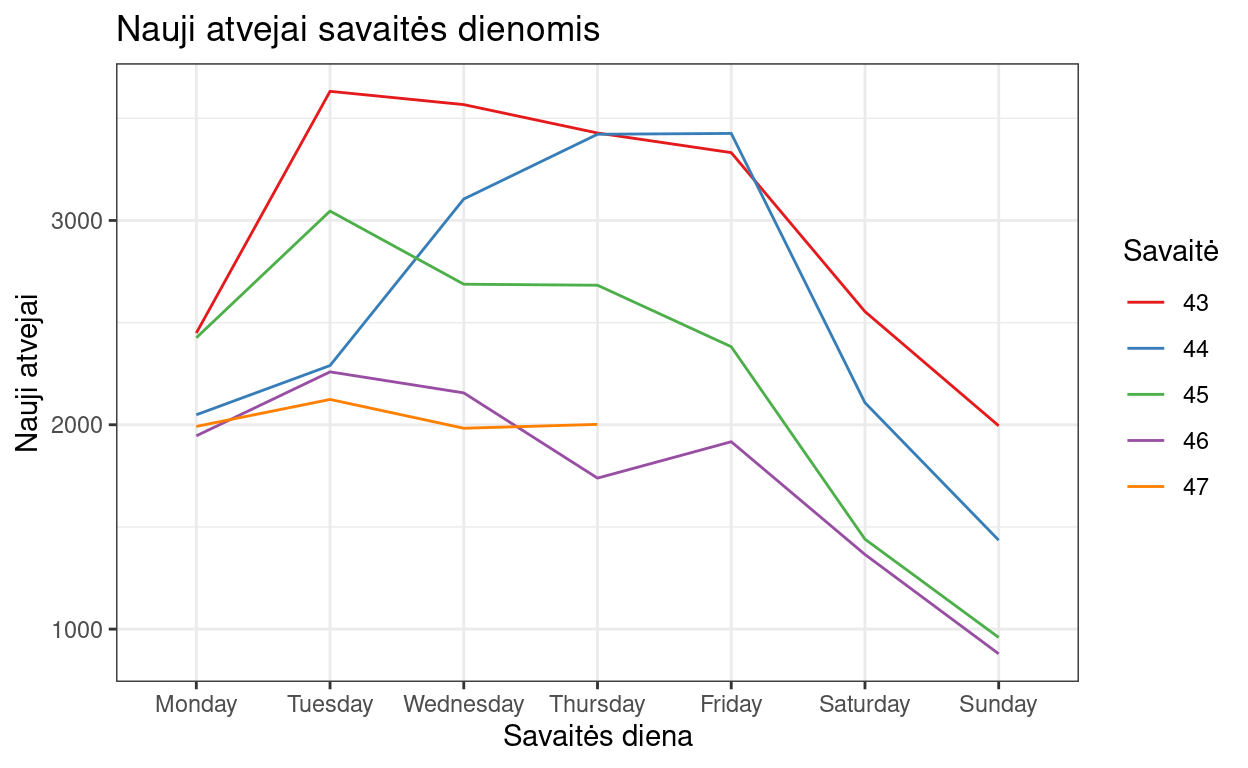 Nauji atvejai savaitės dienomis
Nauji atvejai
3000
2000
1000
Monday Tuesday Wednesday Thursday Friday Saturday Sunday
Savaitės diena
Savaitė
43
44
45
46
47